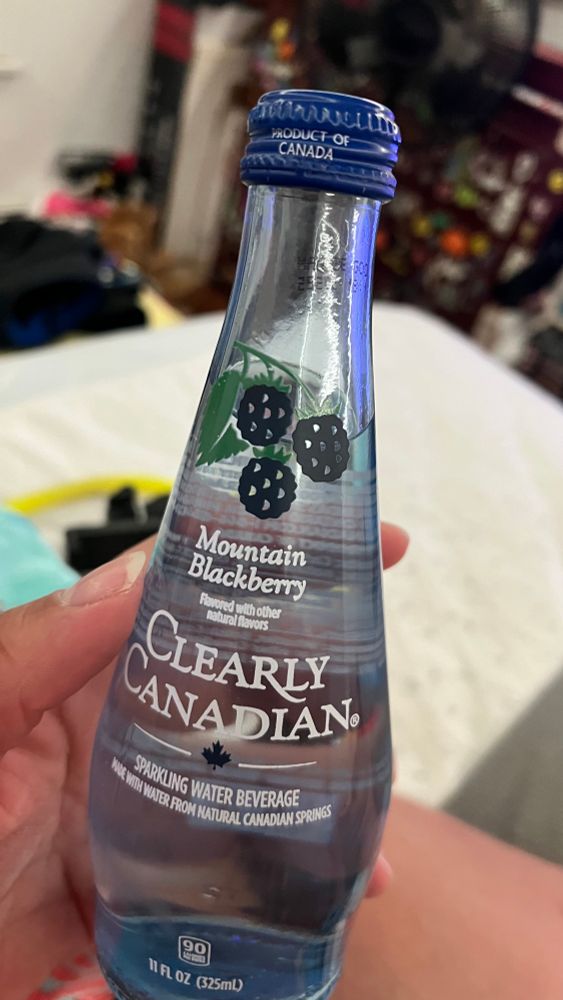 PRODUCT OF
CANADA
Mountain
Blackberry
Flavored with other
natural flavors
CLEARLY
CANADIAN®
SPARKLING WATER BEVERAGE
MADE WITH WATER FROM NATURAL CANADIAN SPRINGS
90
11 FL OZ (325mL)